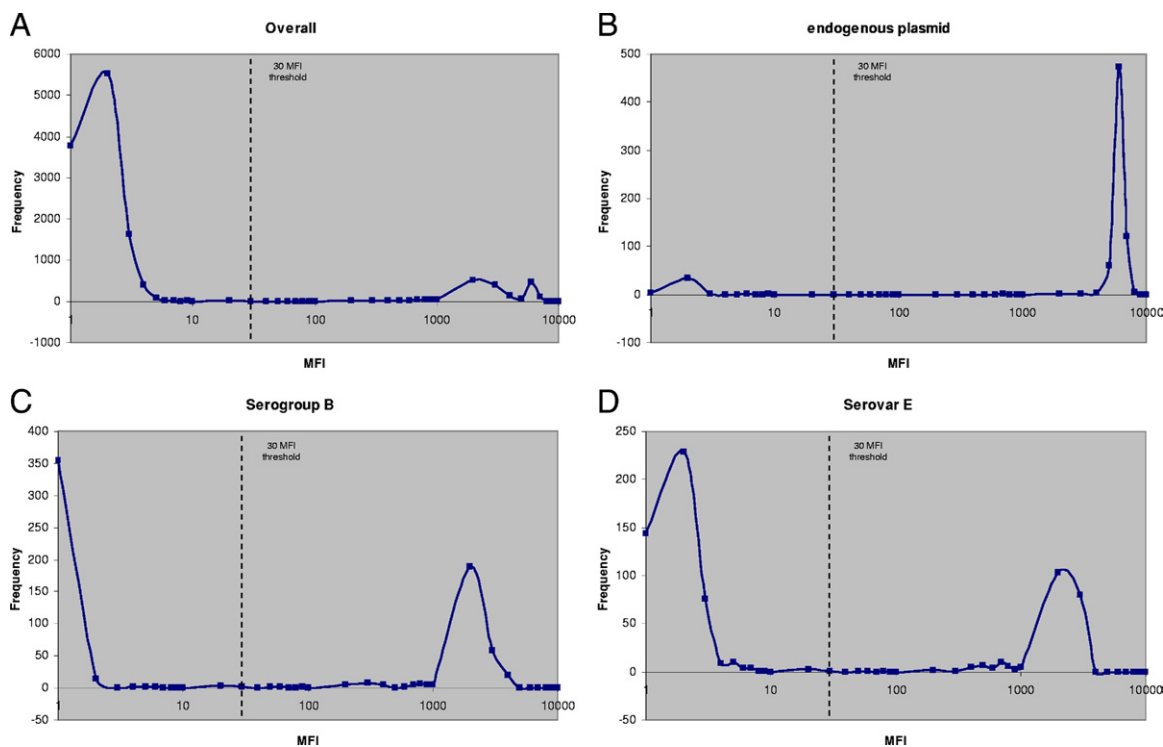 A
Overall
6000
5000
4000
3000
2000
1000
0
-1000
Frequency
30 MFI
threshold
1
10
100
1000
10000
MFI
B
endogenous plasmid
500
400
300
200
100
0
-100
Frequency
30 MFI
threshold
1
10
100
1000
10000
MFI
C
Serogroup B
400
350
300
250
200
150
100
50
0
-50
Frequency
30 MFI
threshold
1
10
100
1000
10000
MFI
D
Serovar E
250
200
150
100
50
0
-50
Frequency
30 MFI
threshold
1
10
100
1000
10000
MFI